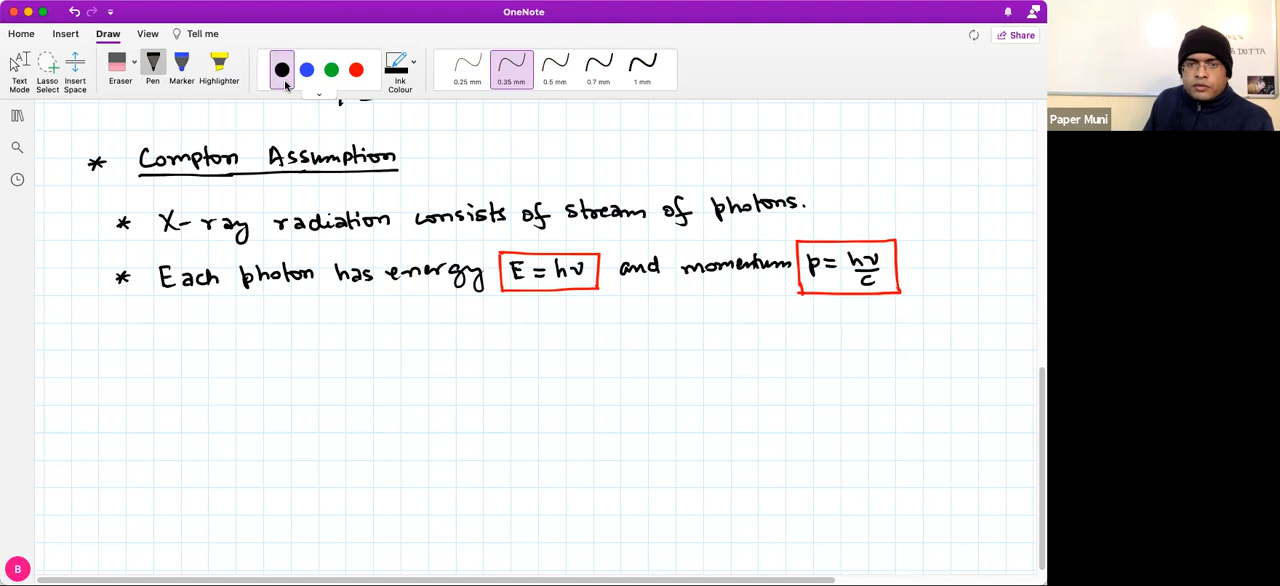 OneNote
Home Insert Draw View Tell me
Share
Text Mode
Lasso Select
Insert Space
Eraser
Pen
Marker
Highlighter
Ink Colour
0.25 mm
0.35 mm
0.5 mm
0.7 mm
1 mm
DUTTA
Paper Muni
* Compton Assumption
* X-ray radiation consists of stream of photons.
* Each photon has energy E = hν and momentum p = hν/c
B